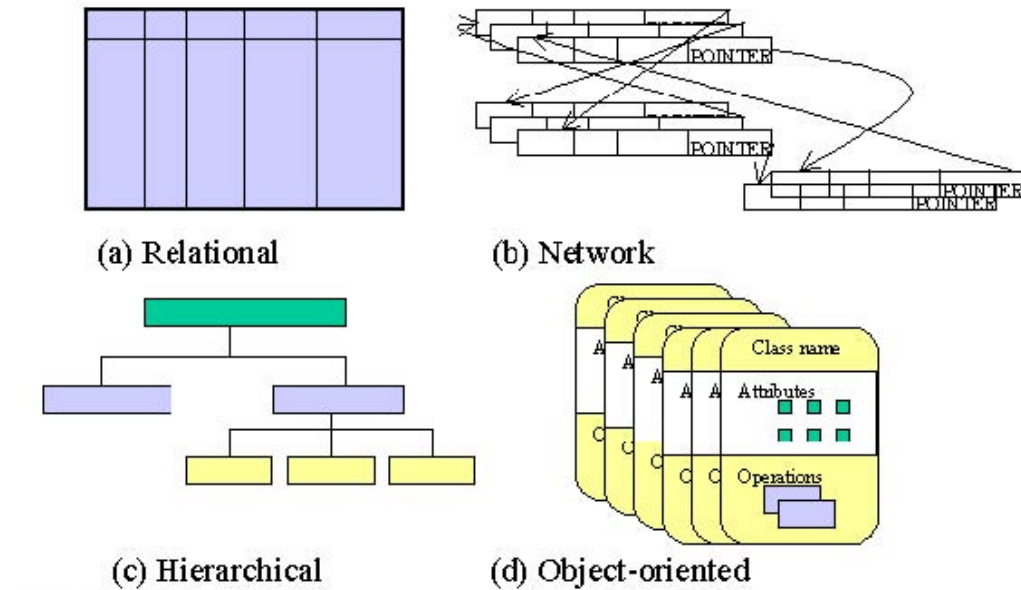 POINTER
POINTER
POINTER
POINTER
(a) Relational
(b) Network
Class name
A A A A A Attributes
C C C C C Operations
(c) Hierarchical
(d) Object-oriented